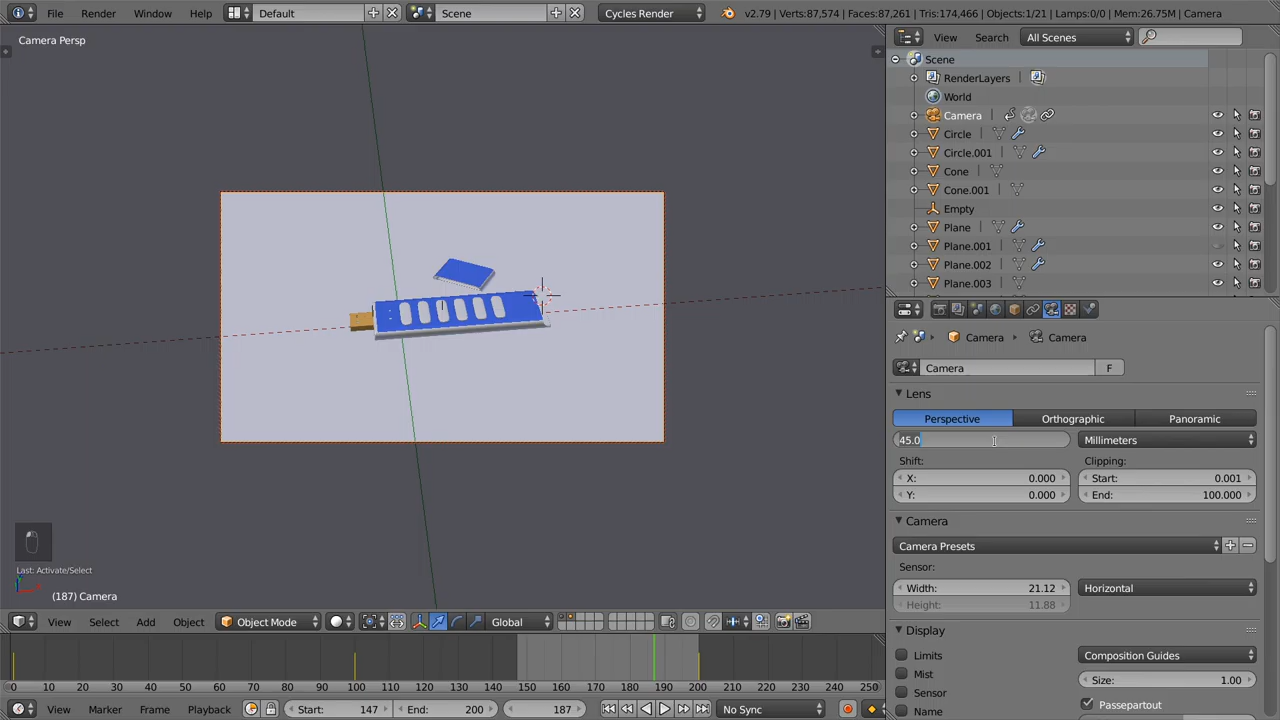 File Render Window Help Default Scene Cycles Render v2.79 | Verts:87,574 | Faces:87,261 | Tris:174,466 | Objects:1/21 | Lamps:0/0 | Mem:26.75M | Camera
Camera Persp
View Search All Scenes
Scene
RenderLayers
World
Camera
Circle
Circle.001
Cone
Cone.001
Empty
Plane
Plane.001
Plane.002
Plane.003
Camera Camera
Camera F
Lens
Perspective Orthographic Panoramic
45.0 Millimeters
Shift: Clipping:
X: 0.000 Start: 0.001
Y: 0.000 End: 100.000
Camera
Camera Presets
Sensor:
Width: 21.12 Horizontal
Height: 11.88
Display
Limits Composition Guides
Mist Size: 1.00
Sensor
Name Passepartout
Last: Activate/Select
(187) Camera
View Select Add Object Object Mode Global
0 10 20 30 40 50 60 70 80 90 100 110 120 130 140 150 160 170 180 190 200 210 220 230 240 250
View Marker Frame Playback Start: 147 End: 200 187 No Sync